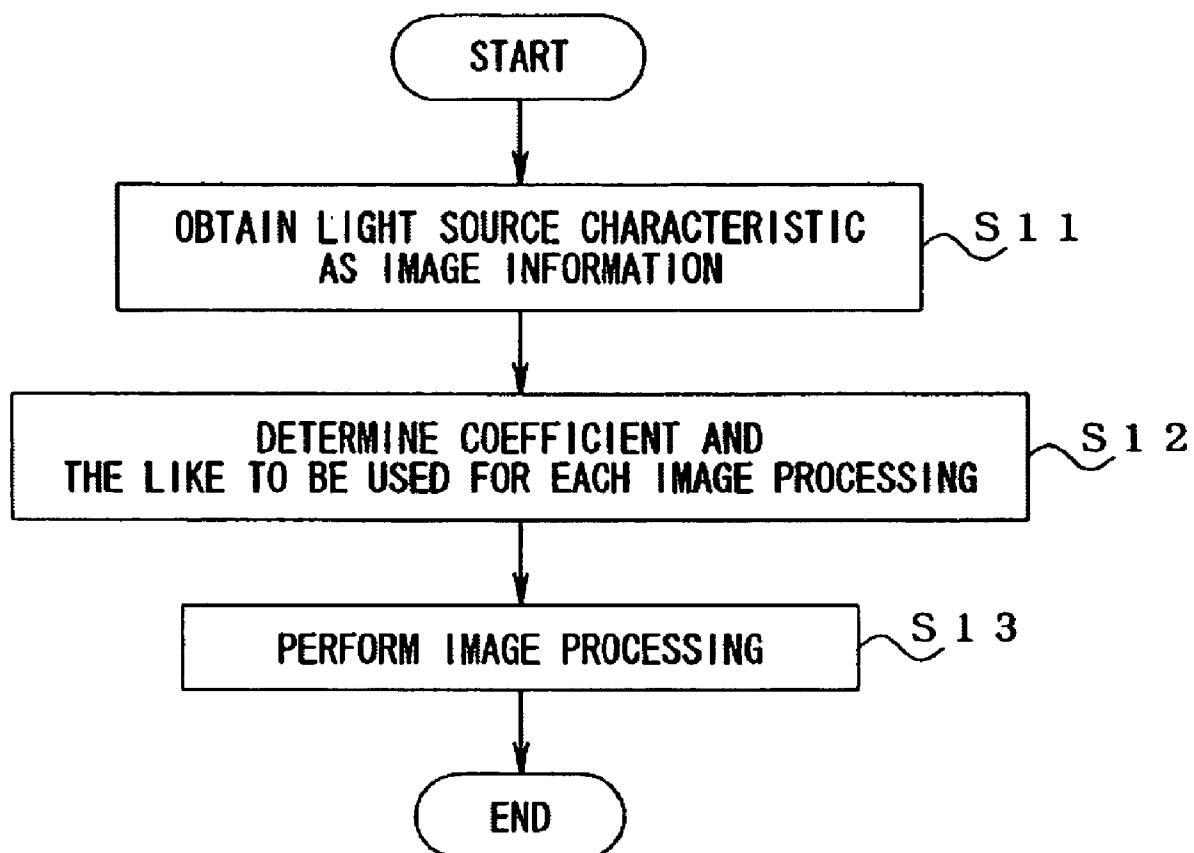 START
OBTAIN LIGHT SOURCE CHARACTERISTIC
AS IMAGE INFORMATION
S11
DETERMINE COEFFICIENT AND
THE LIKE TO BE USED FOR EACH IMAGE PROCESSING
S12
PERFORM IMAGE PROCESSING
S13
END